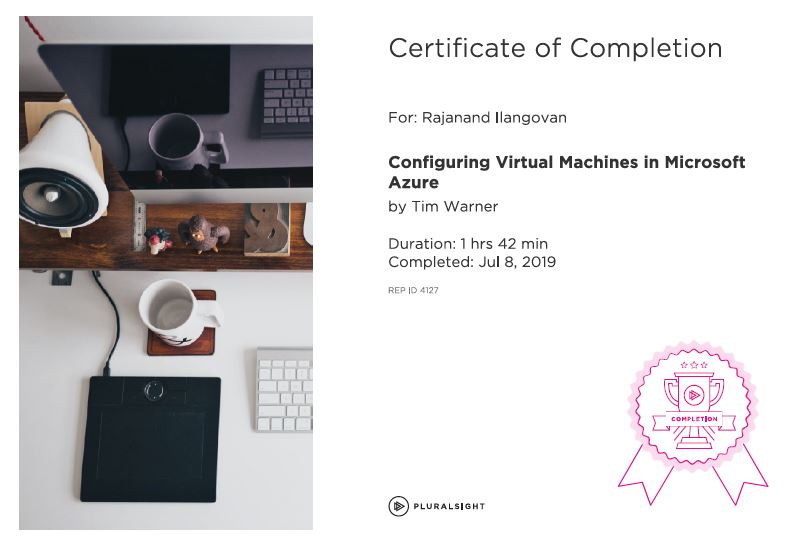 Certificate of Completion
For: Rajanand Ilangovan
Configuring Virtual Machines in Microsoft
Azure
by Tim Warner
Duration: 1 hrs 42 min
Completed: Jul 8, 2019
REP ID 4127
COMPLETION
PLURALSIGHT